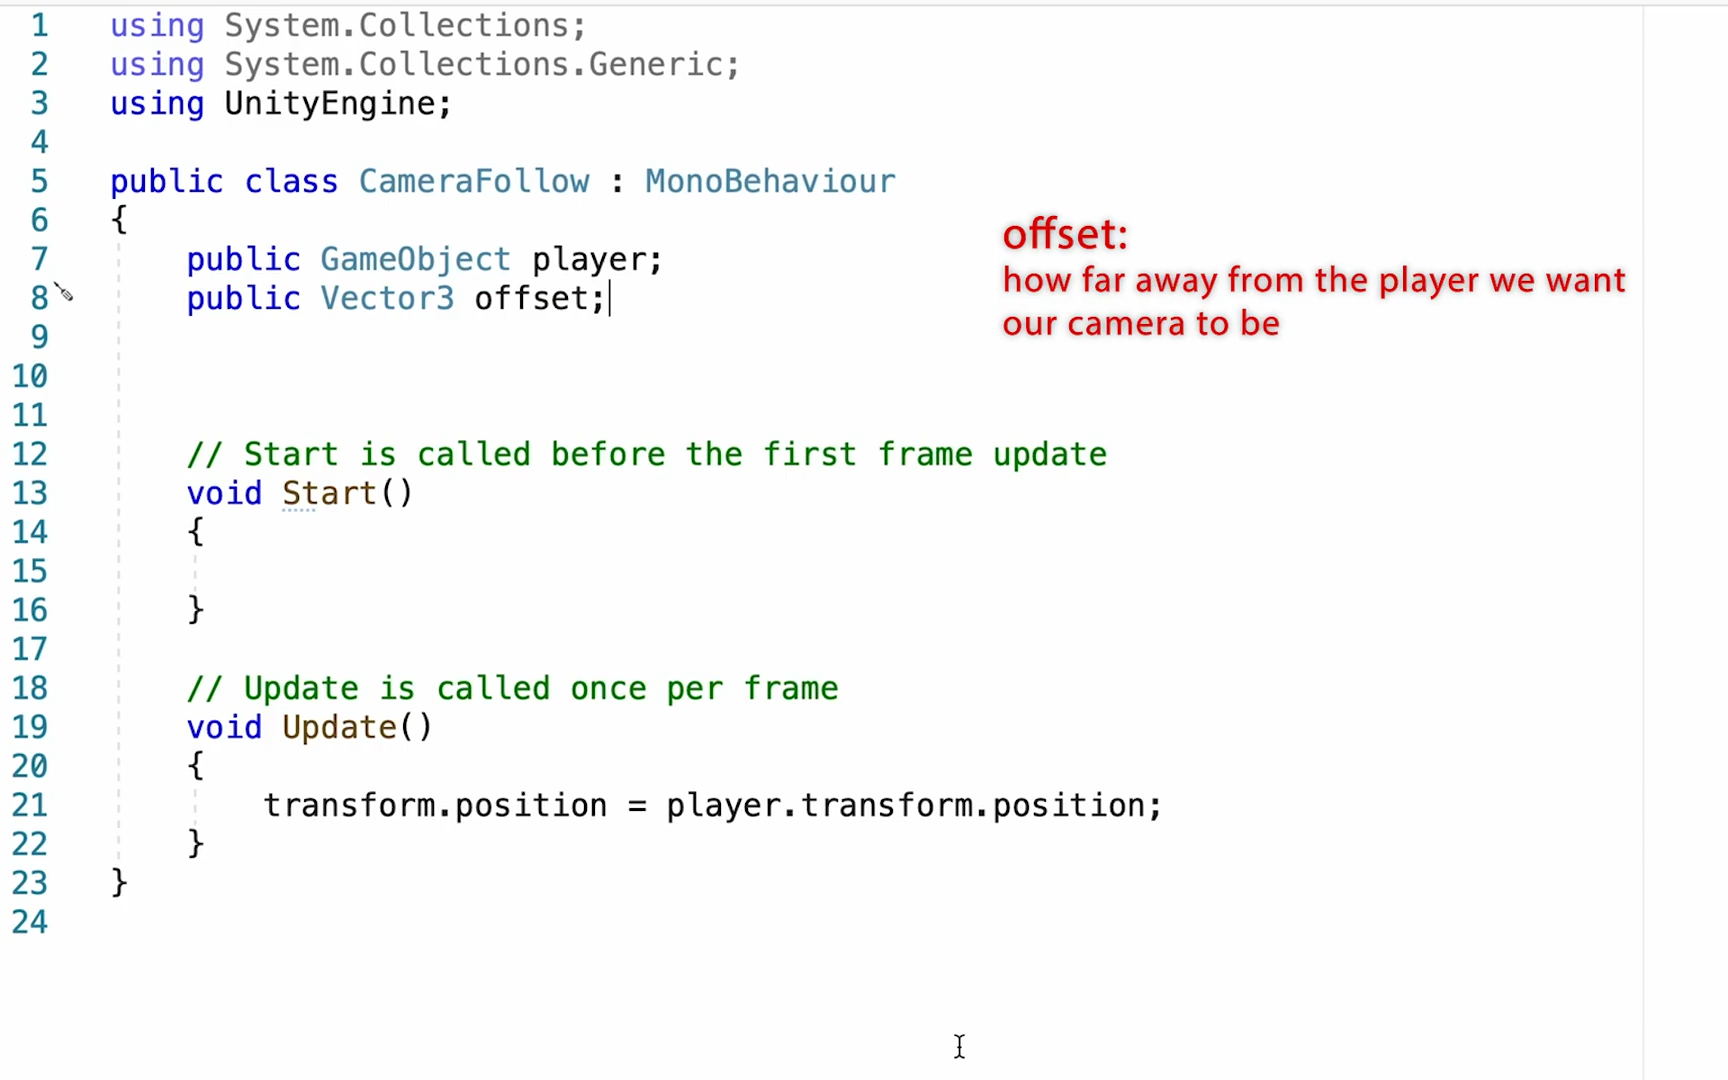 1 using System.Collections;
2 using System.Collections.Generic;
3 using UnityEngine;
4
5 public class CameraFollow : MonoBehaviour
6 {
7 public GameObject player;
8 public Vector3 offset;
9
10
11
12 // Start is called before the first frame update
13 void Start()
14 {
15
16 }
17
18 // Update is called once per frame
19 void Update()
20 {
21 transform.position = player.transform.position;
22 }
23 }
24
offset:
how far away from the player we want
our camera to be